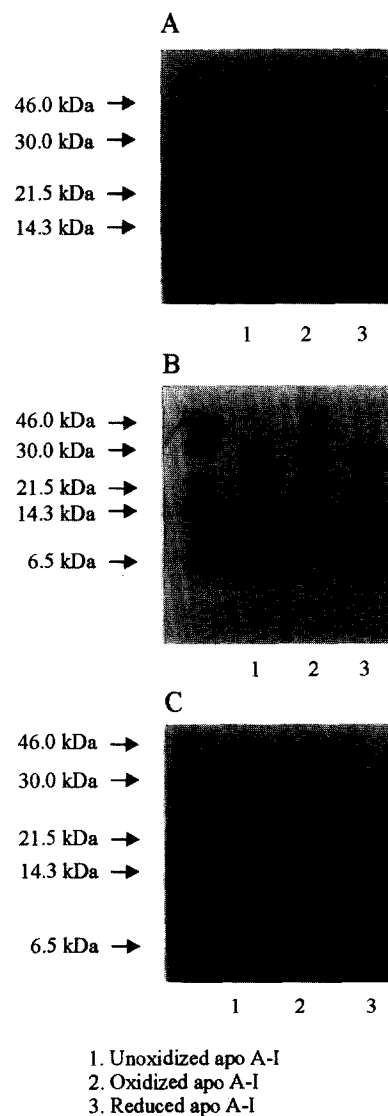 A
46.0 kDa →
30.0 kDa →
21.5 kDa →
14.3 kDa →
1 2 3
B
46.0 kDa →
30.0 kDa →
21.5 kDa →
14.3 kDa →
6.5 kDa →
1 2 3
C
46.0 kDa →
30.0 kDa →
21.5 kDa →
14.3 kDa →
6.5 kDa →
1 2 3
1. Unoxidized apo A-I
2. Oxidized apo A-I
3. Reduced apo A-I